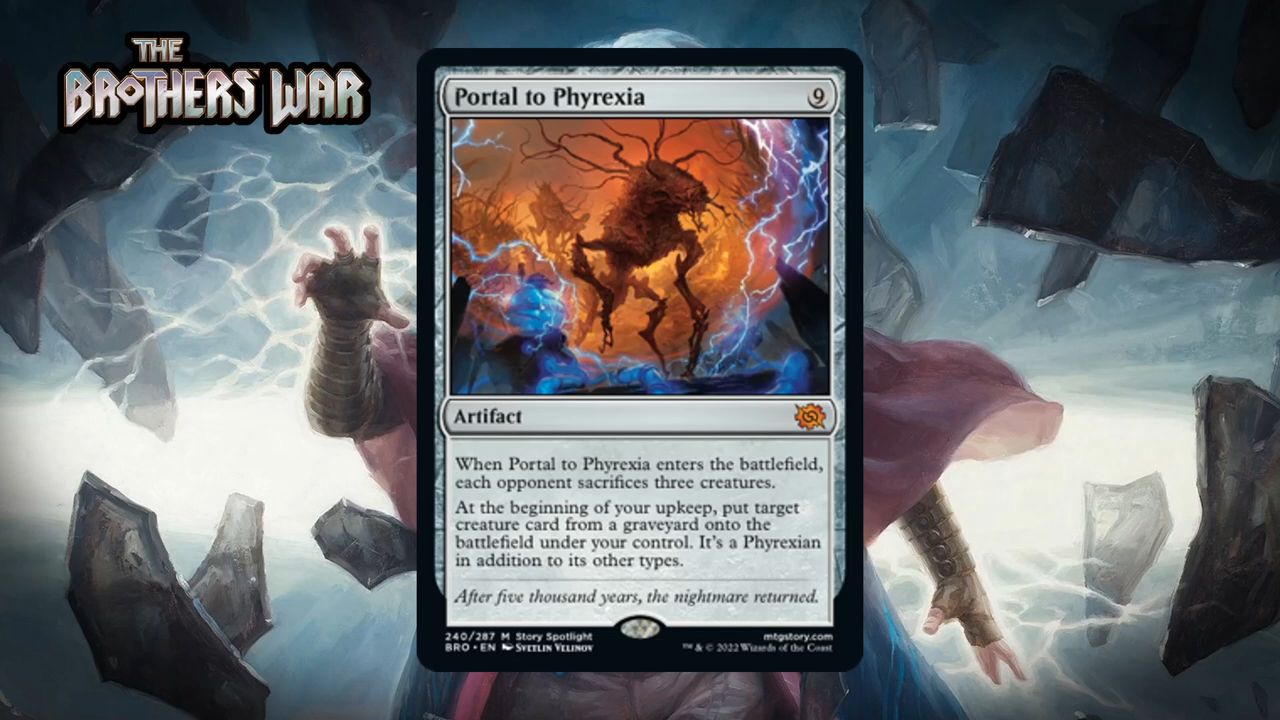 THE
BROTHERS' WAR
Portal to Phyrexia 9
Artifact
When Portal to Phyrexia enters the battlefield,
each opponent sacrifices three creatures.
At the beginning of your upkeep, put target
creature card from a graveyard onto the
battlefield under your control. It's a Phyrexian
in addition to its other types.
After five thousand years, the nightmare returned.
240/287 M Story Spotlight
BRO • EN SVETLIN VELINOV
mtgstory.com
™ & © 2022 Wizards of the Coast